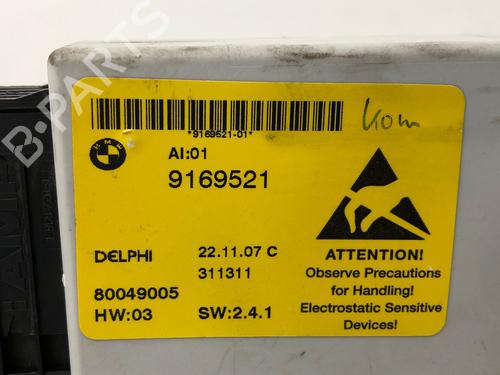 B-PARTS
*9169521-01*
Kom
BMW
AI:01
9169521
DELPHI
22.11.07 C
311311
80049005
HW:03
SW:2.4.1
ATTENTION!
Observe Precautions
for Handling!
Electrostatic Sensitive
Devices!